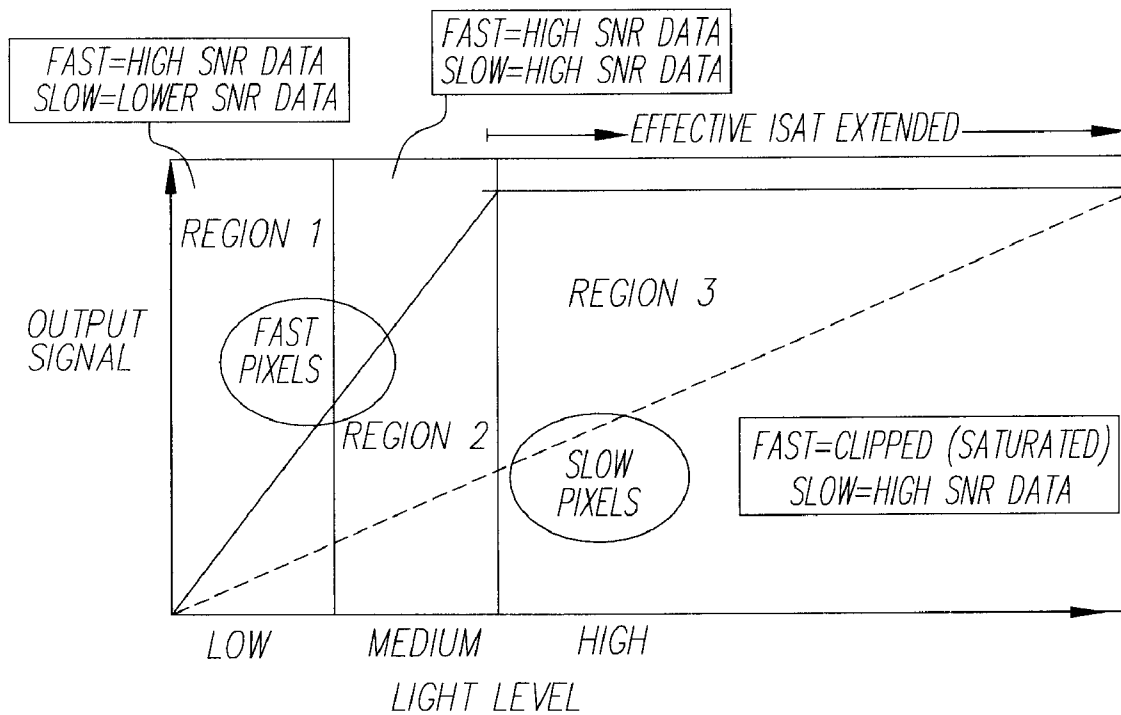 FAST=HIGH SNR DATA
SLOW=LOWER SNR DATA
FAST=HIGH SNR DATA
SLOW=HIGH SNR DATA
EFFECTIVE ISAT EXTENDED
REGION 1
REGION 3
OUTPUT
SIGNAL
FAST
PIXELS
REGION 2
SLOW
PIXELS
FAST=CLIPPED (SATURATED)
SLOW=HIGH SNR DATA
LOW
MEDIUM
HIGH
LIGHT LEVEL